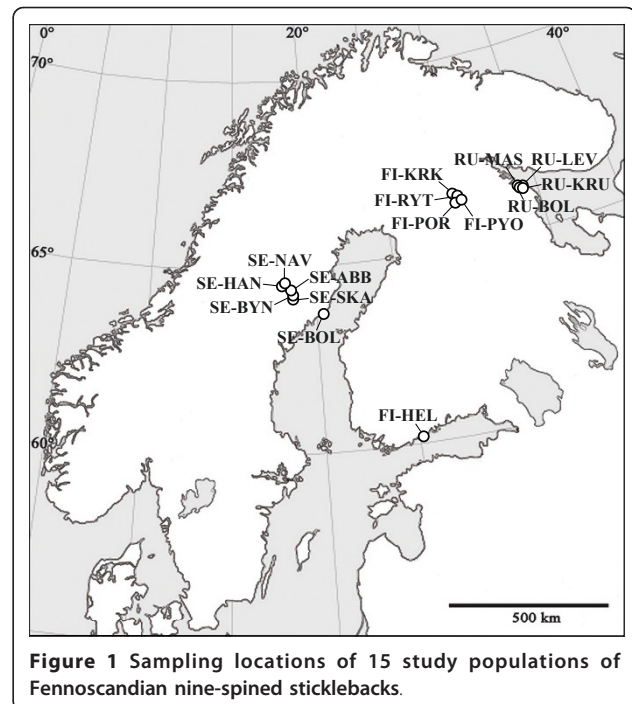 0°
20°
40°
70°
RU-MAS RU-LEV
FI-KRK
RU-KRU
FI-RYT
RU-BOL
FI-POR FI-PYO
65°
SE-NAV
SE-HAN SE-ABB
SE-BYN SE-SKA
SE-BOL
FI-HEL
60°
500 km
Figure 1 Sampling locations of 15 study populations of
Fennoscandian nine-spined sticklebacks.